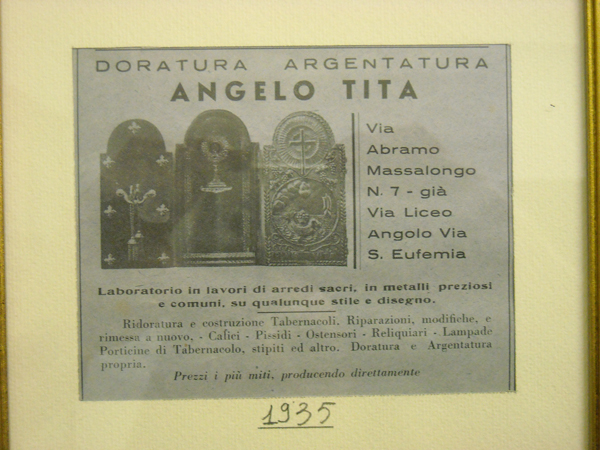 DORATURA ARGENTATURA
ANGELO TITA
Via
Abramo
Massalongo
N. 7 - già
Via Liceo
Angolo Via
S. Eufemia
Laboratorio in lavori di arredi sacri, in metalli preziosi
e comuni, su qualunque stile e disegno.
Ridoratura e costruzione Tabernacoli. Riparazioni, modifiche, e
rimessa a nuovo, - Calici - Pissidi - Ostensori - Reliquiari - Lampade
Porticine di Tabernacolo, stipiti ed altro. Doratura e Argentatura
propria.
Prezzi i più miti, producendo direttamente
1935